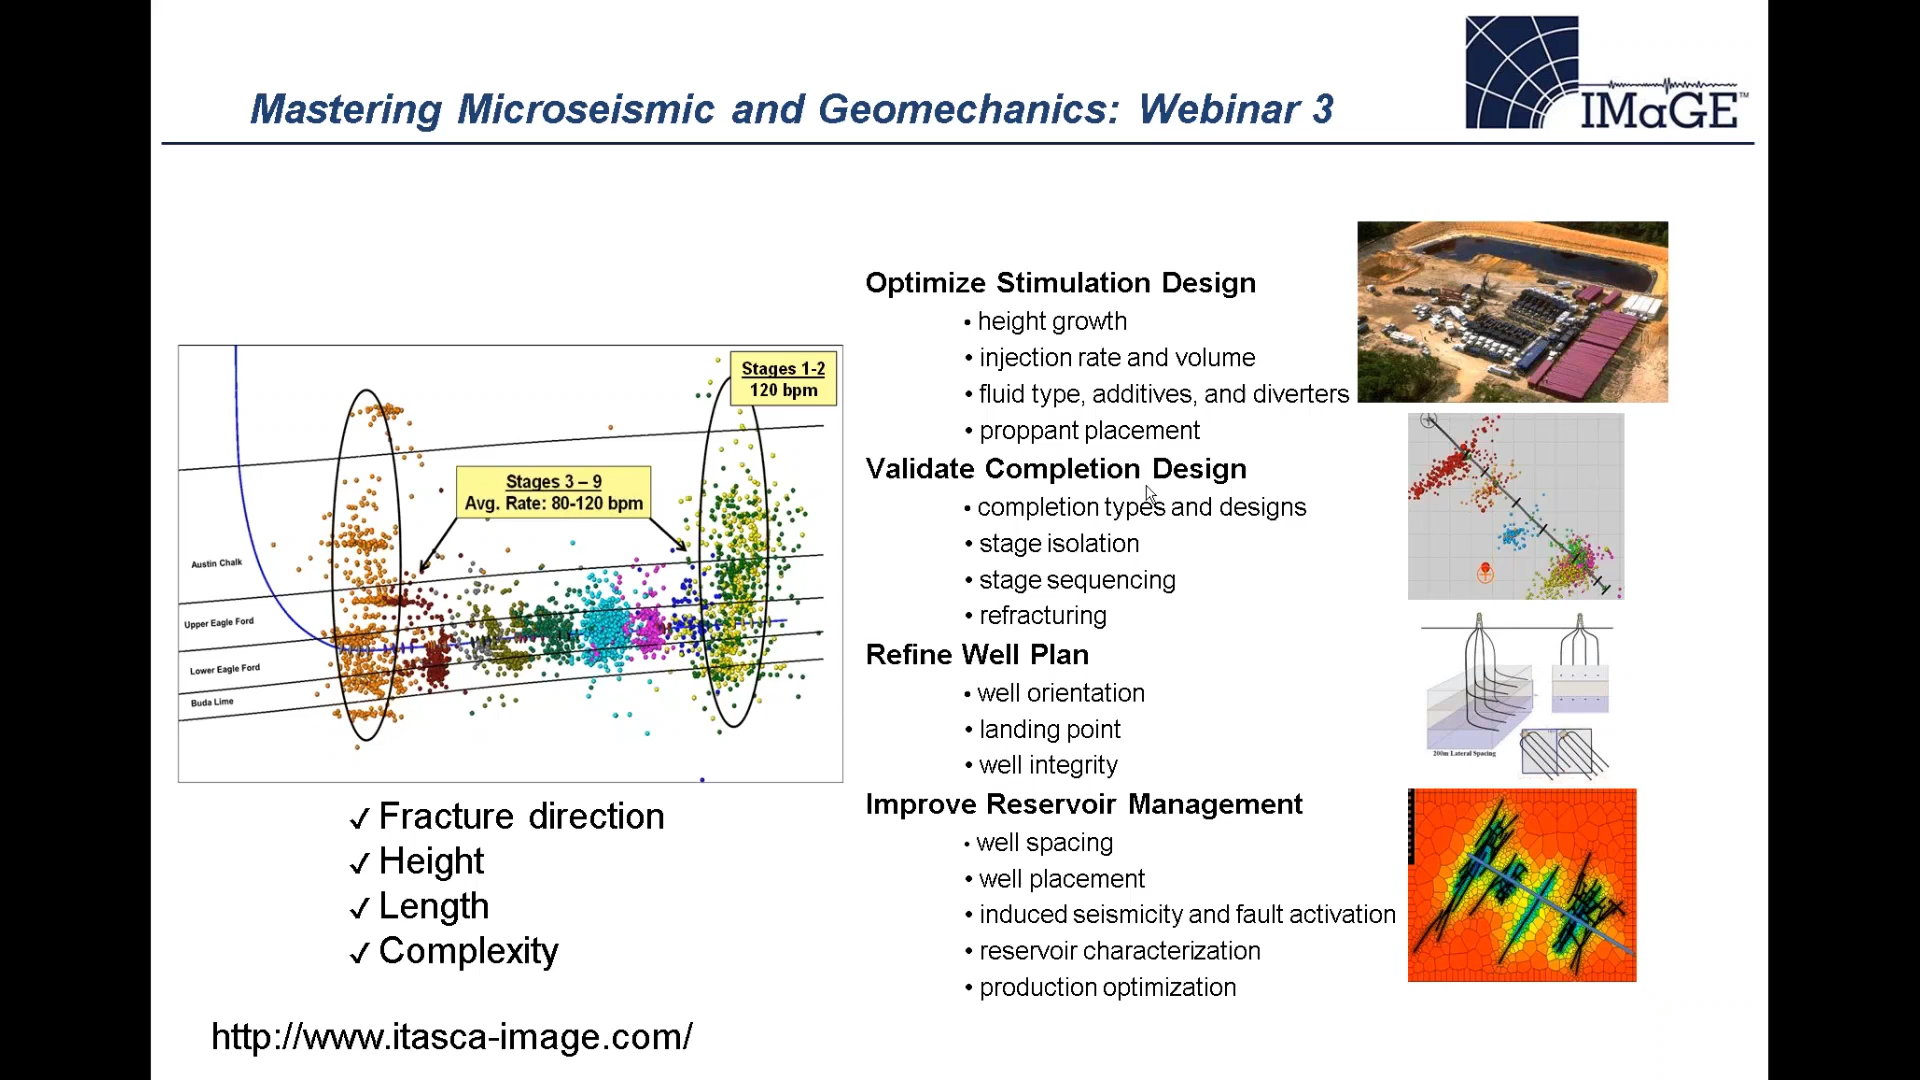 Mastering Microseismic and Geomechanics: Webinar 3
IMaGE™
Stages 1-2
120 bpm
Stages 3 – 9
Avg. Rate: 80-120 bpm
Austin Chalk
Upper Eagle Ford
Lower Eagle Ford
Buda Lime
✓ Fracture direction
✓ Height
✓ Length
✓ Complexity
http://www.itasca-image.com/
Optimize Stimulation Design
• height growth
• injection rate and volume
• fluid type, additives, and diverters
• proppant placement
Validate Completion Design
• completion types and designs
• stage isolation
• stage sequencing
• refracturing
Refine Well Plan
• well orientation
• landing point
• well integrity
Improve Reservoir Management
• well spacing
• well placement
• induced seismicity and fault activation
• reservoir characterization
• production optimization
200m Lateral Spacing